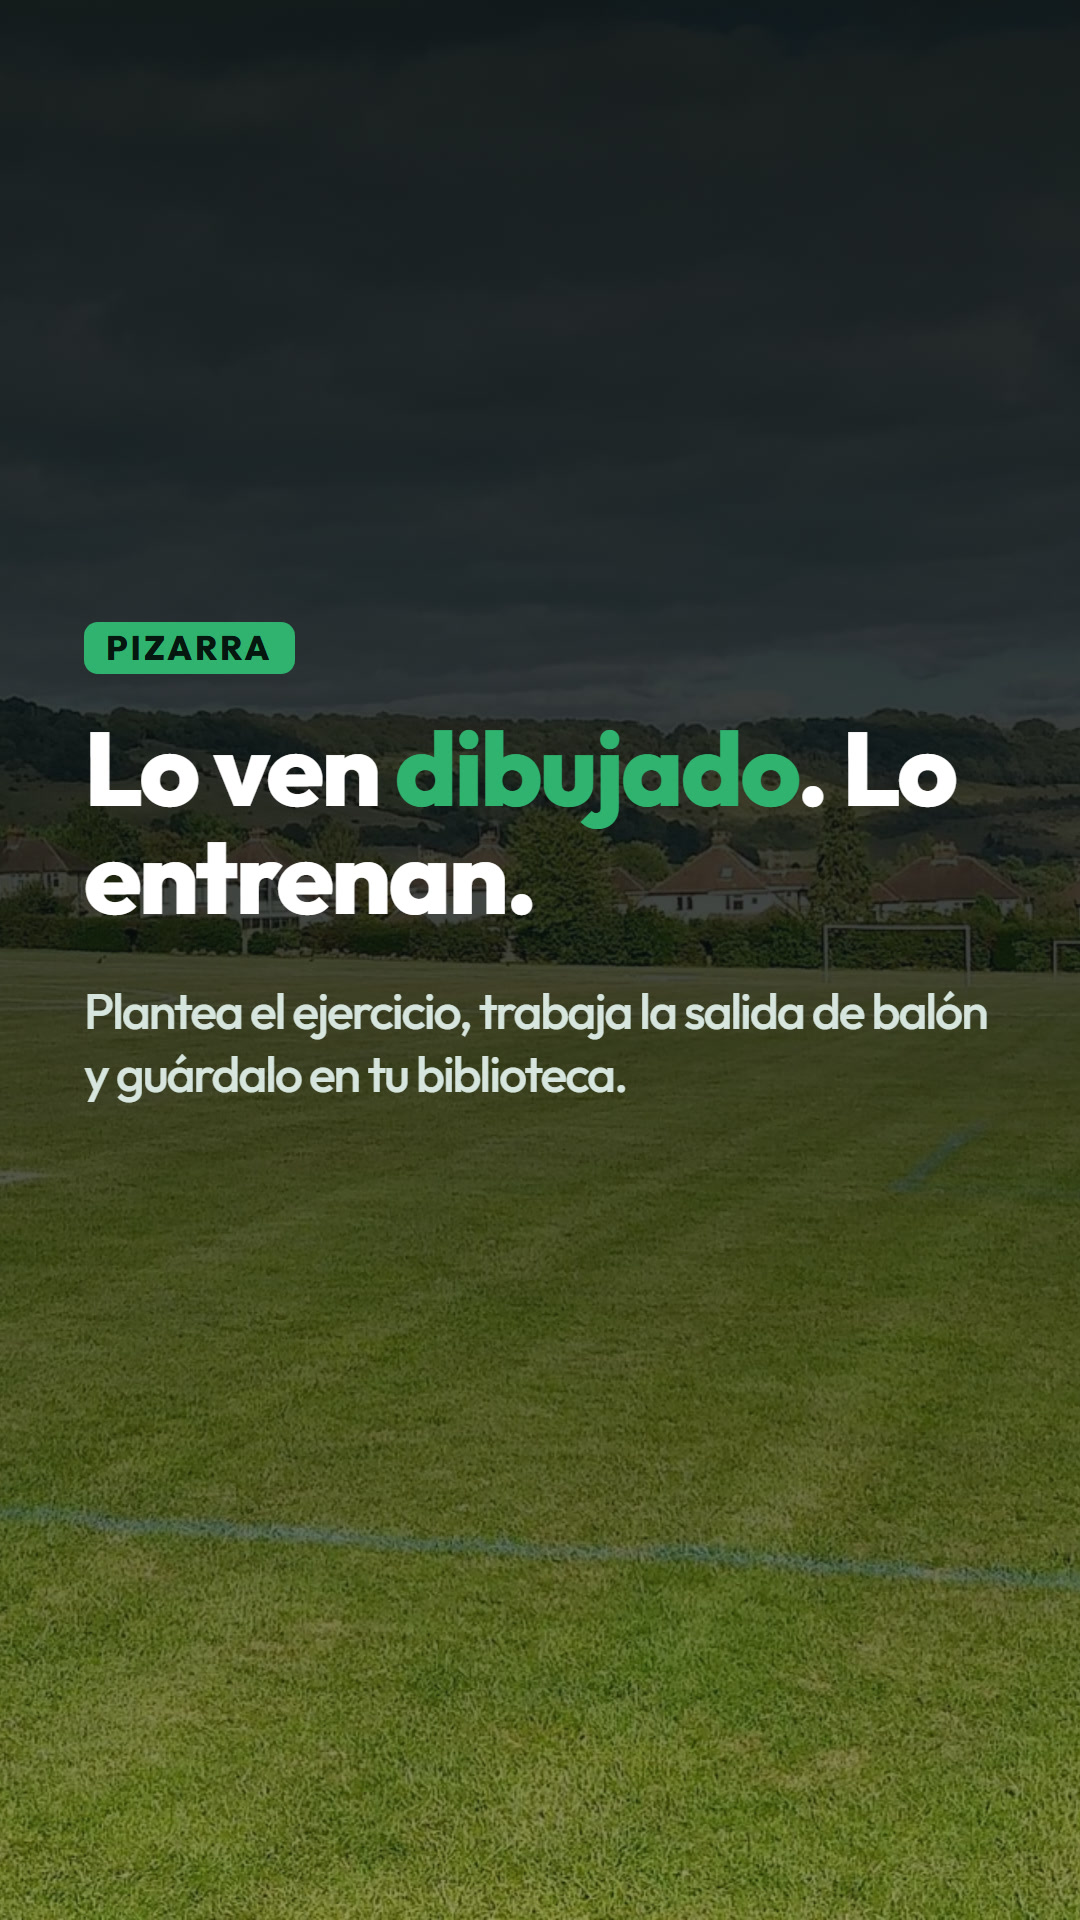 PIZARRA
Lo ven dibujado. Lo
entrenan.
Plantea el ejercicio, trabaja la salida de balón
y guárdalo en tu biblioteca.